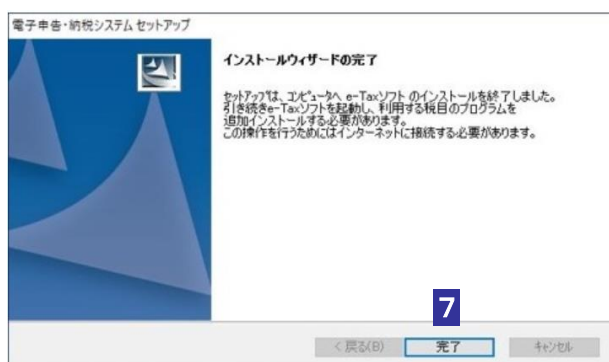 電子申告・納税システム セットアップ
インストールウィザードの完了
セットアップは、コンピュータへ e-Taxソフト のインストールを終了しました。
引き続きe-Taxソフトを起動し、利用する税目のプログラムを
追加インストールする必要があります。
この操作を行うためにはインターネットに接続する必要があります。
7
< 戻る(B) 完了 キャンセル